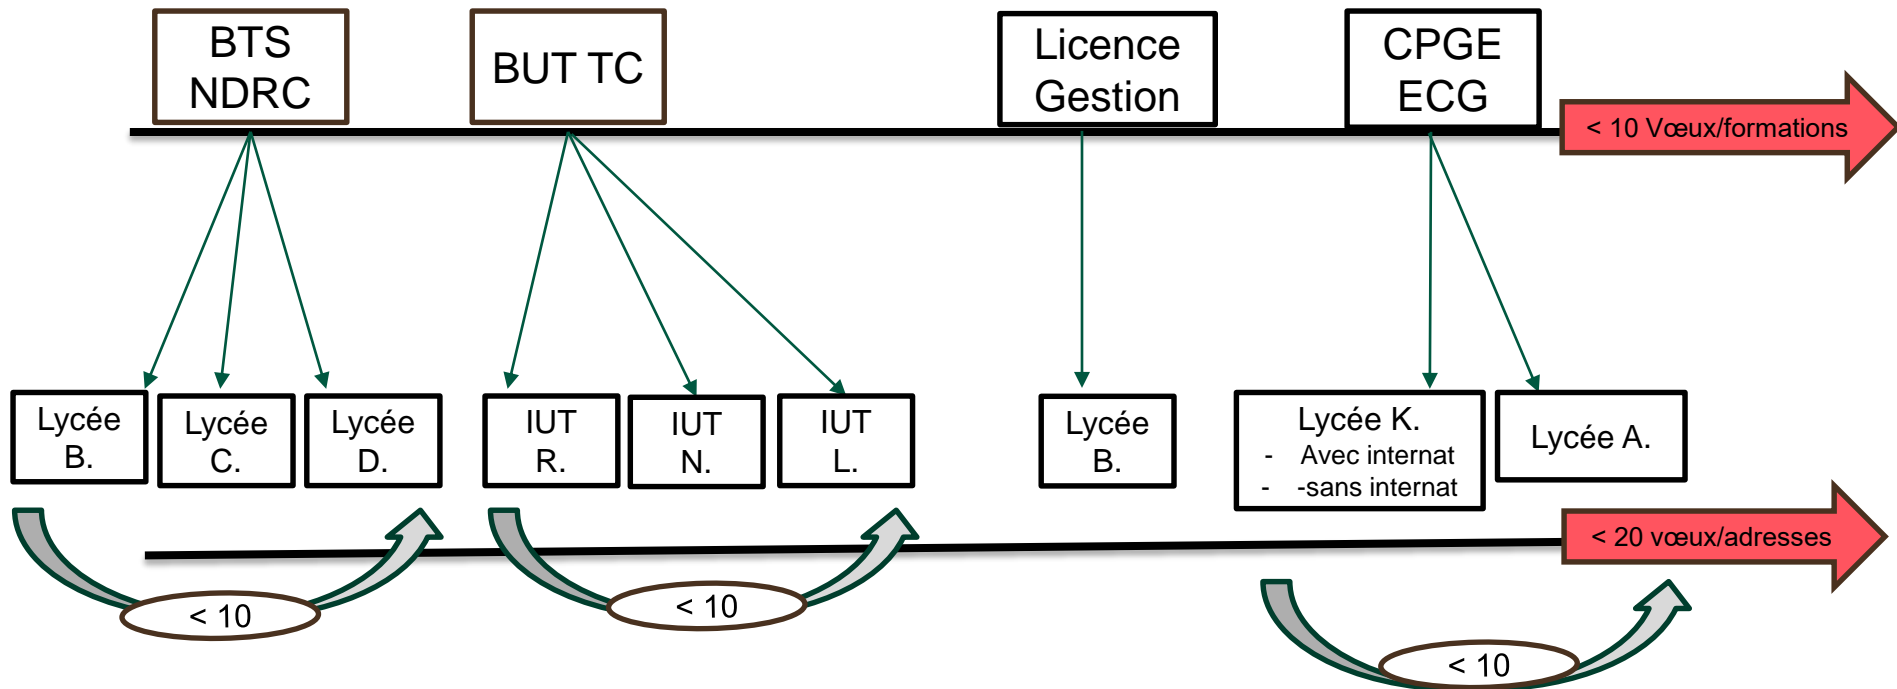 BTS
NDRC
BUT TC
Licence
Gestion
CPGE
ECG
< 10 Vœux/formations
Lycée
B.
Lycée
C.
Lycée
D.
IUT
R.
IUT
N.
IUT
L.
Lycée
B.
Lycée K.
- Avec internat
- -sans internat
Lycée A.
< 20 vœux/adresses
< 10
< 10
< 10